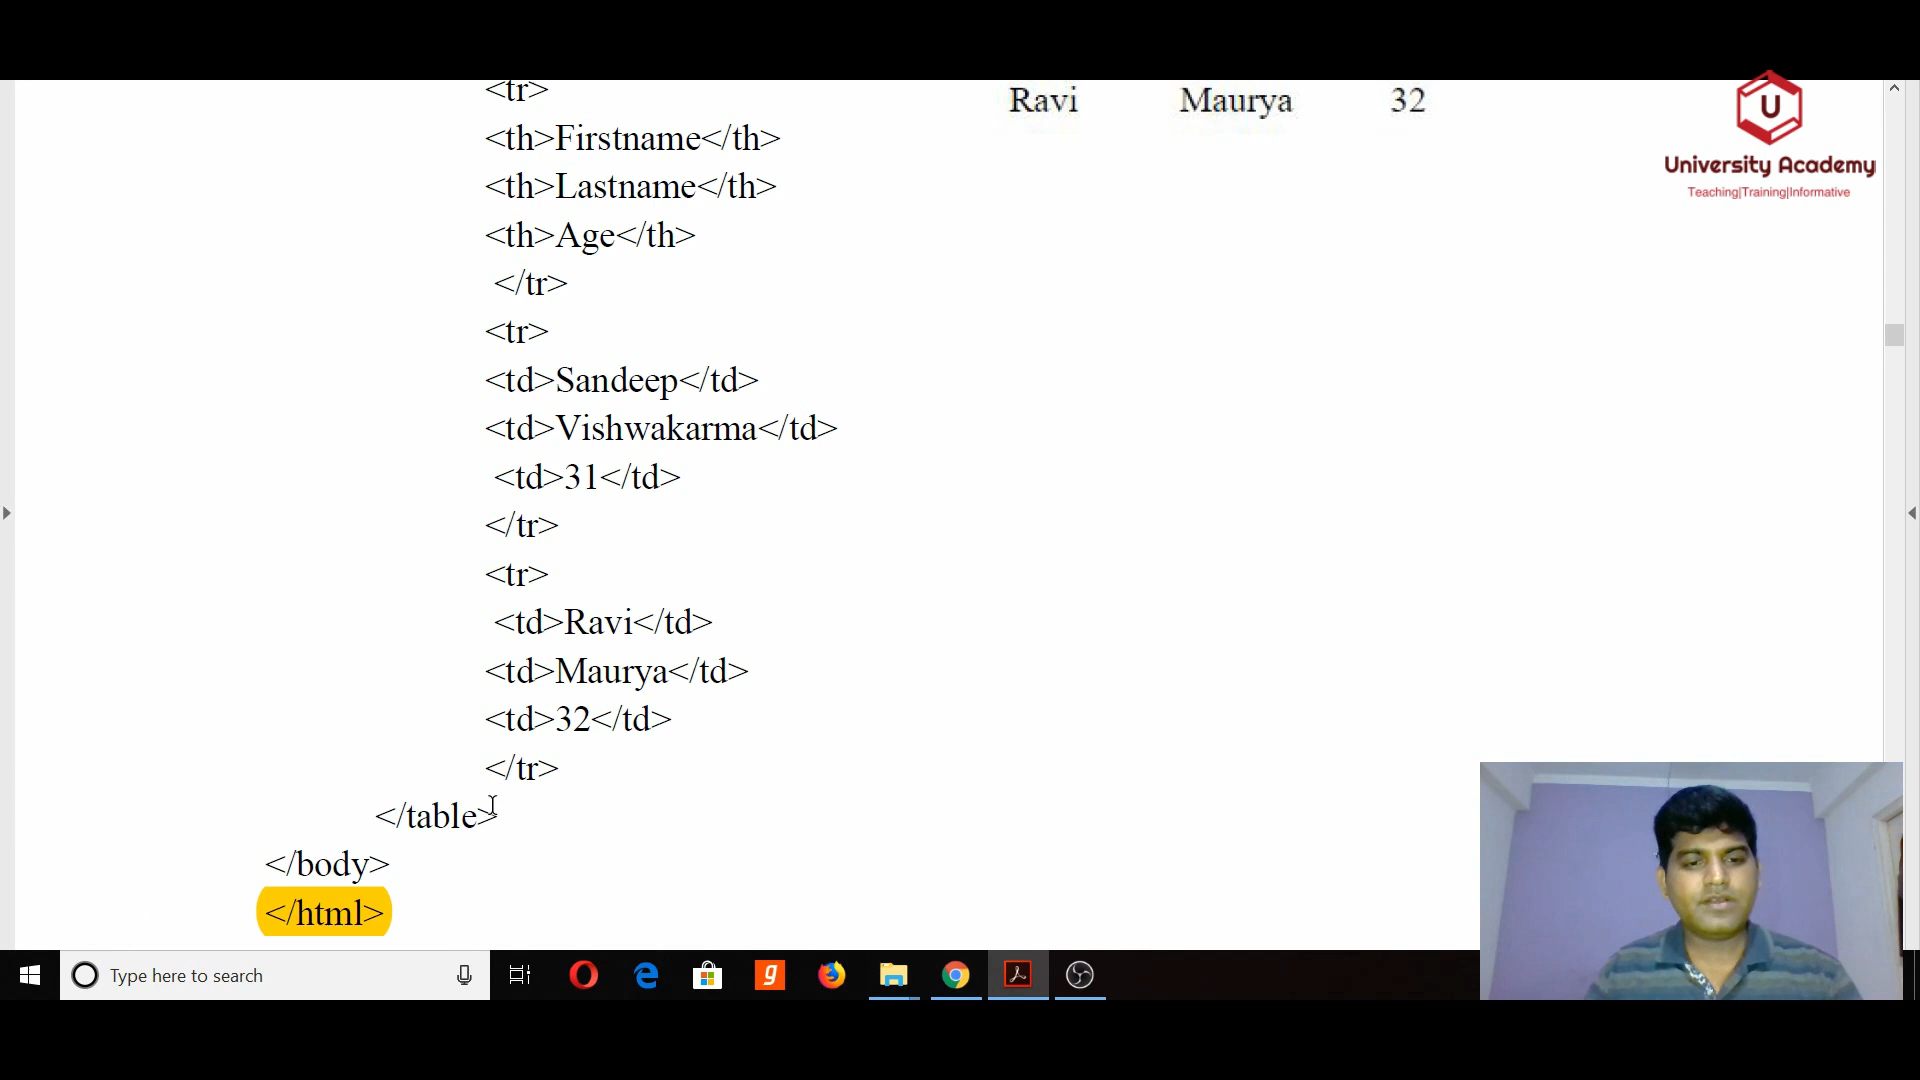 <tr>
<th>Firstname</th>
<th>Lastname</th>
<th>Age</th>
</tr>
<tr>
<td>Sandeep</td>
<td>Vishwakarma</td>
<td>31</td>
</tr>
<tr>
<td>Ravi</td>
<td>Maurya</td>
<td>32</td>
</tr>
</table>
</body>
</html>
Ravi Maurya 32
U
University Academy
Teaching|Training|Informative
Type here to search